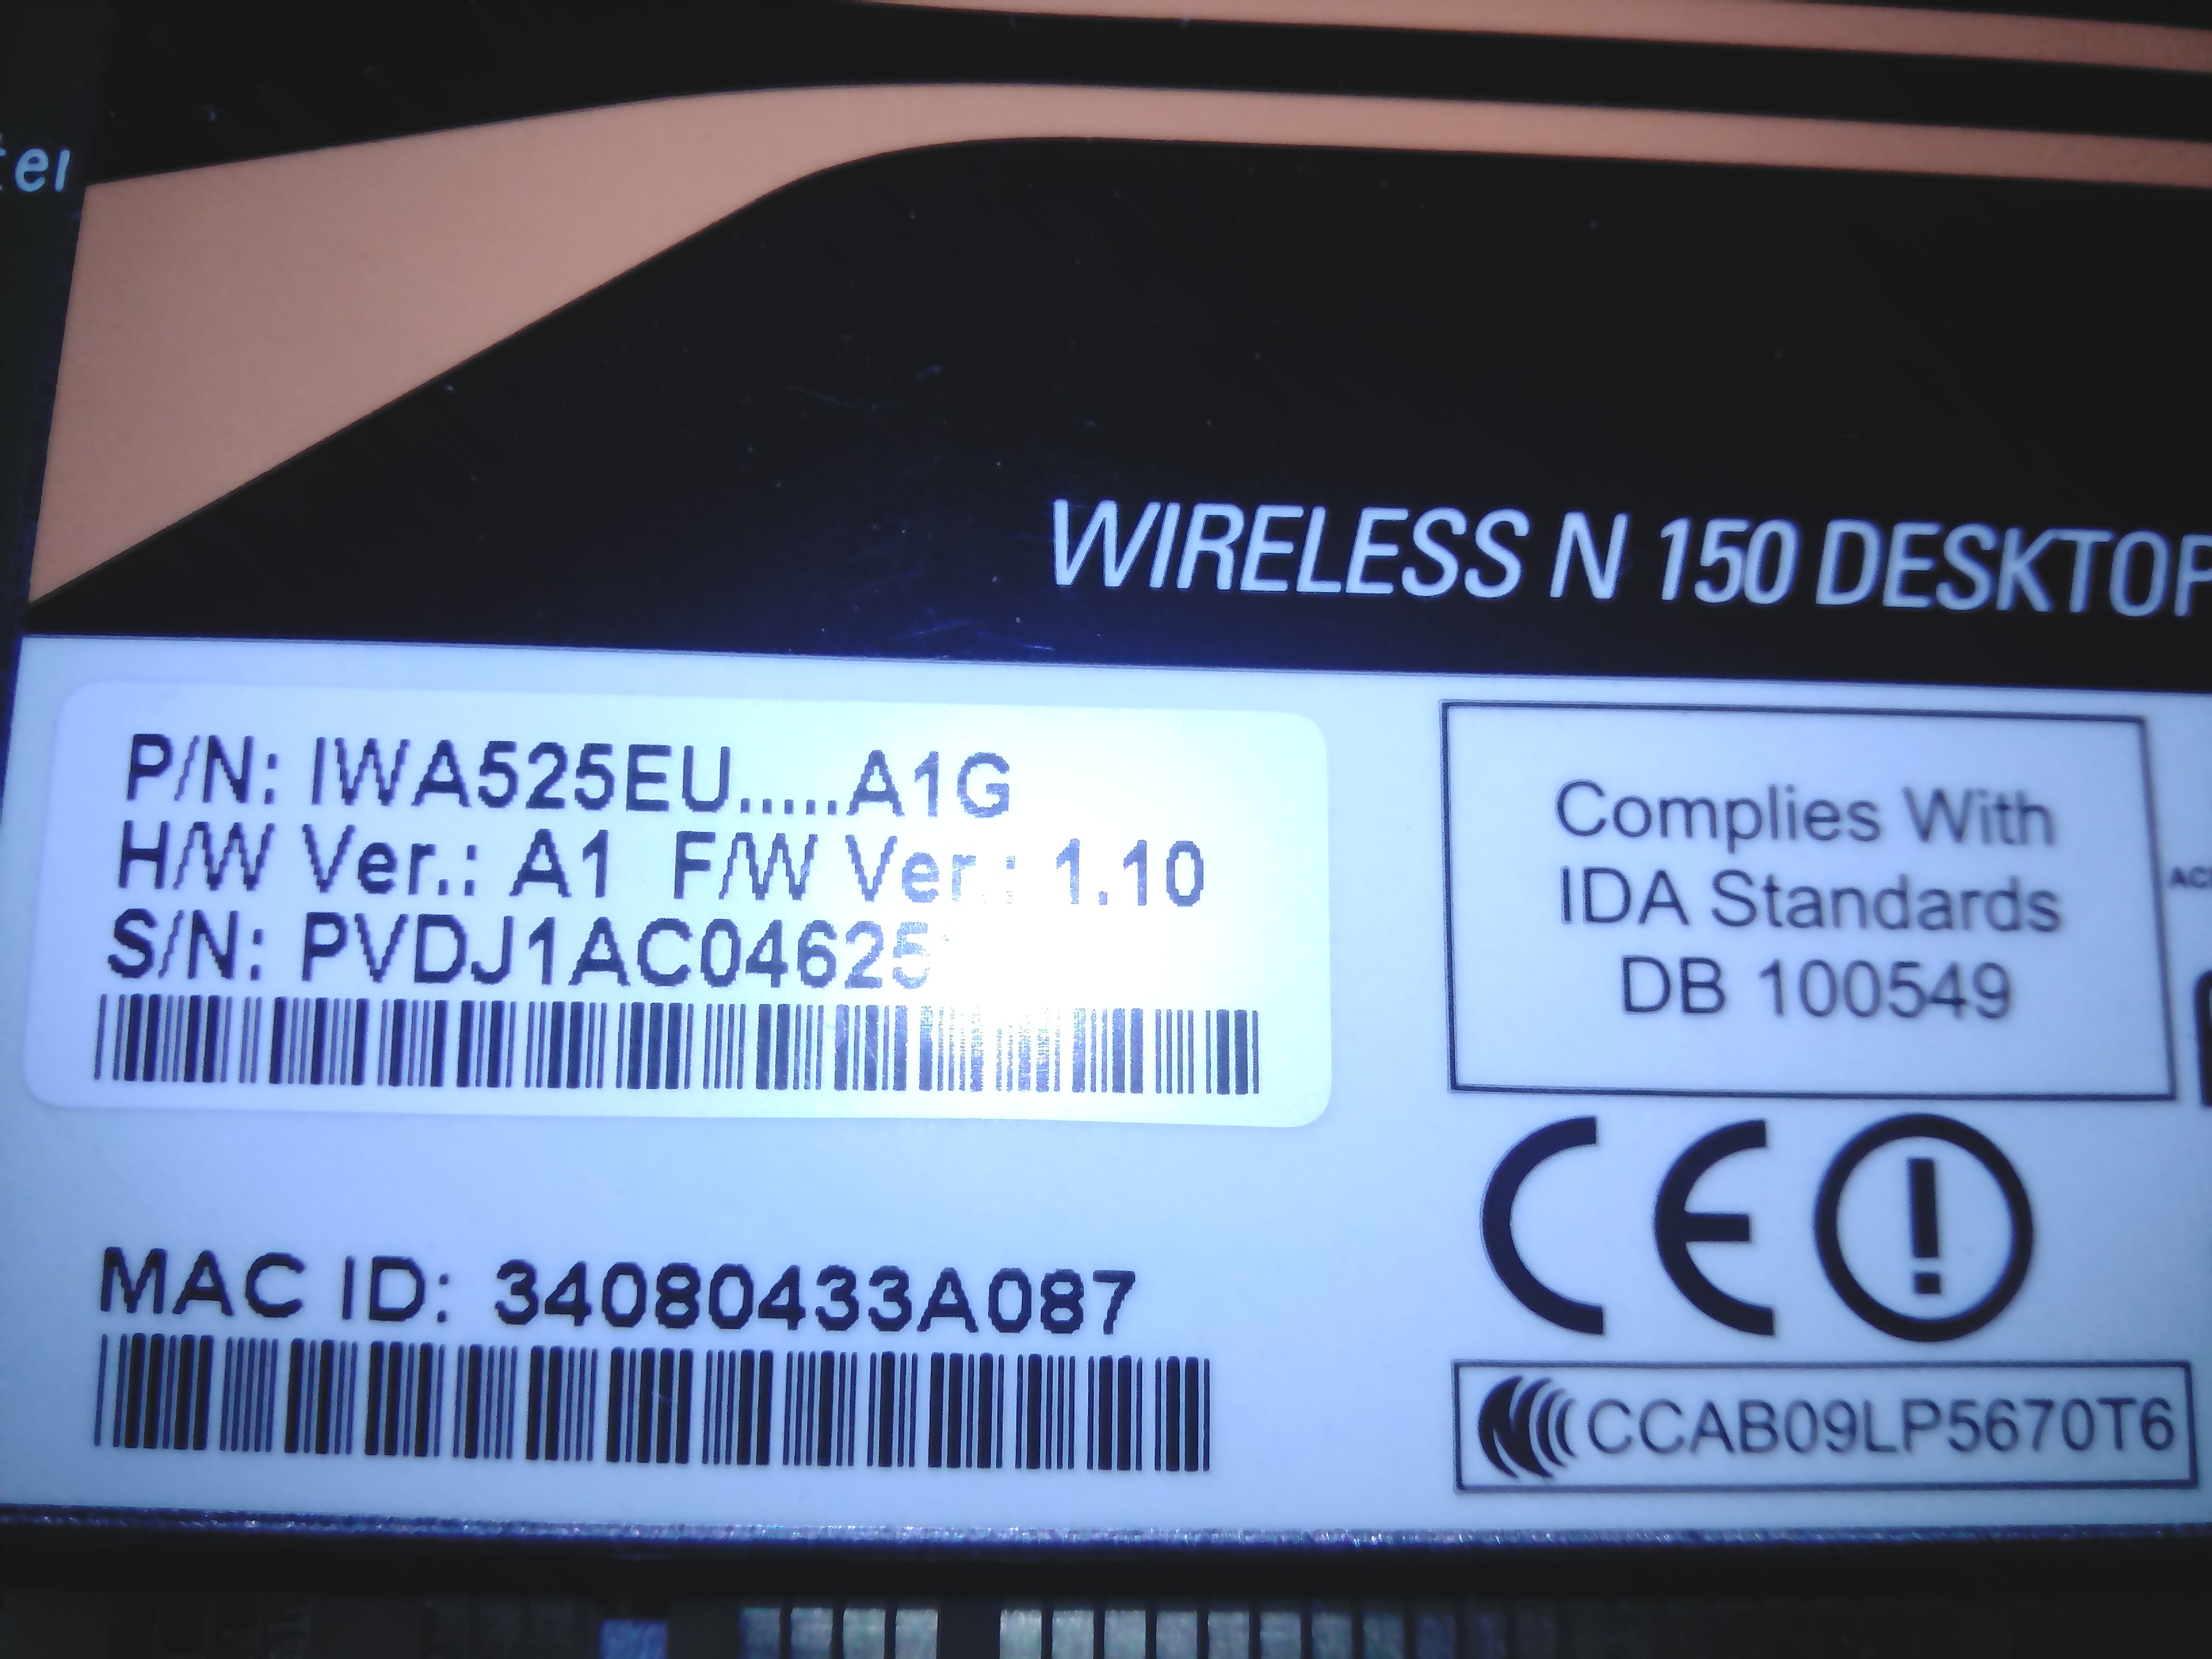 WIRELESS N 150 DESKTOP
P/N: IWA525EU.....A1G
H/W Ver.: A1 F/W Ver.: 1.10
S/N: PVDJ1AC04625
MAC ID: 34080433A087
Complies With
IDA Standards
DB 100549
CE
CCAB09LP5670T6